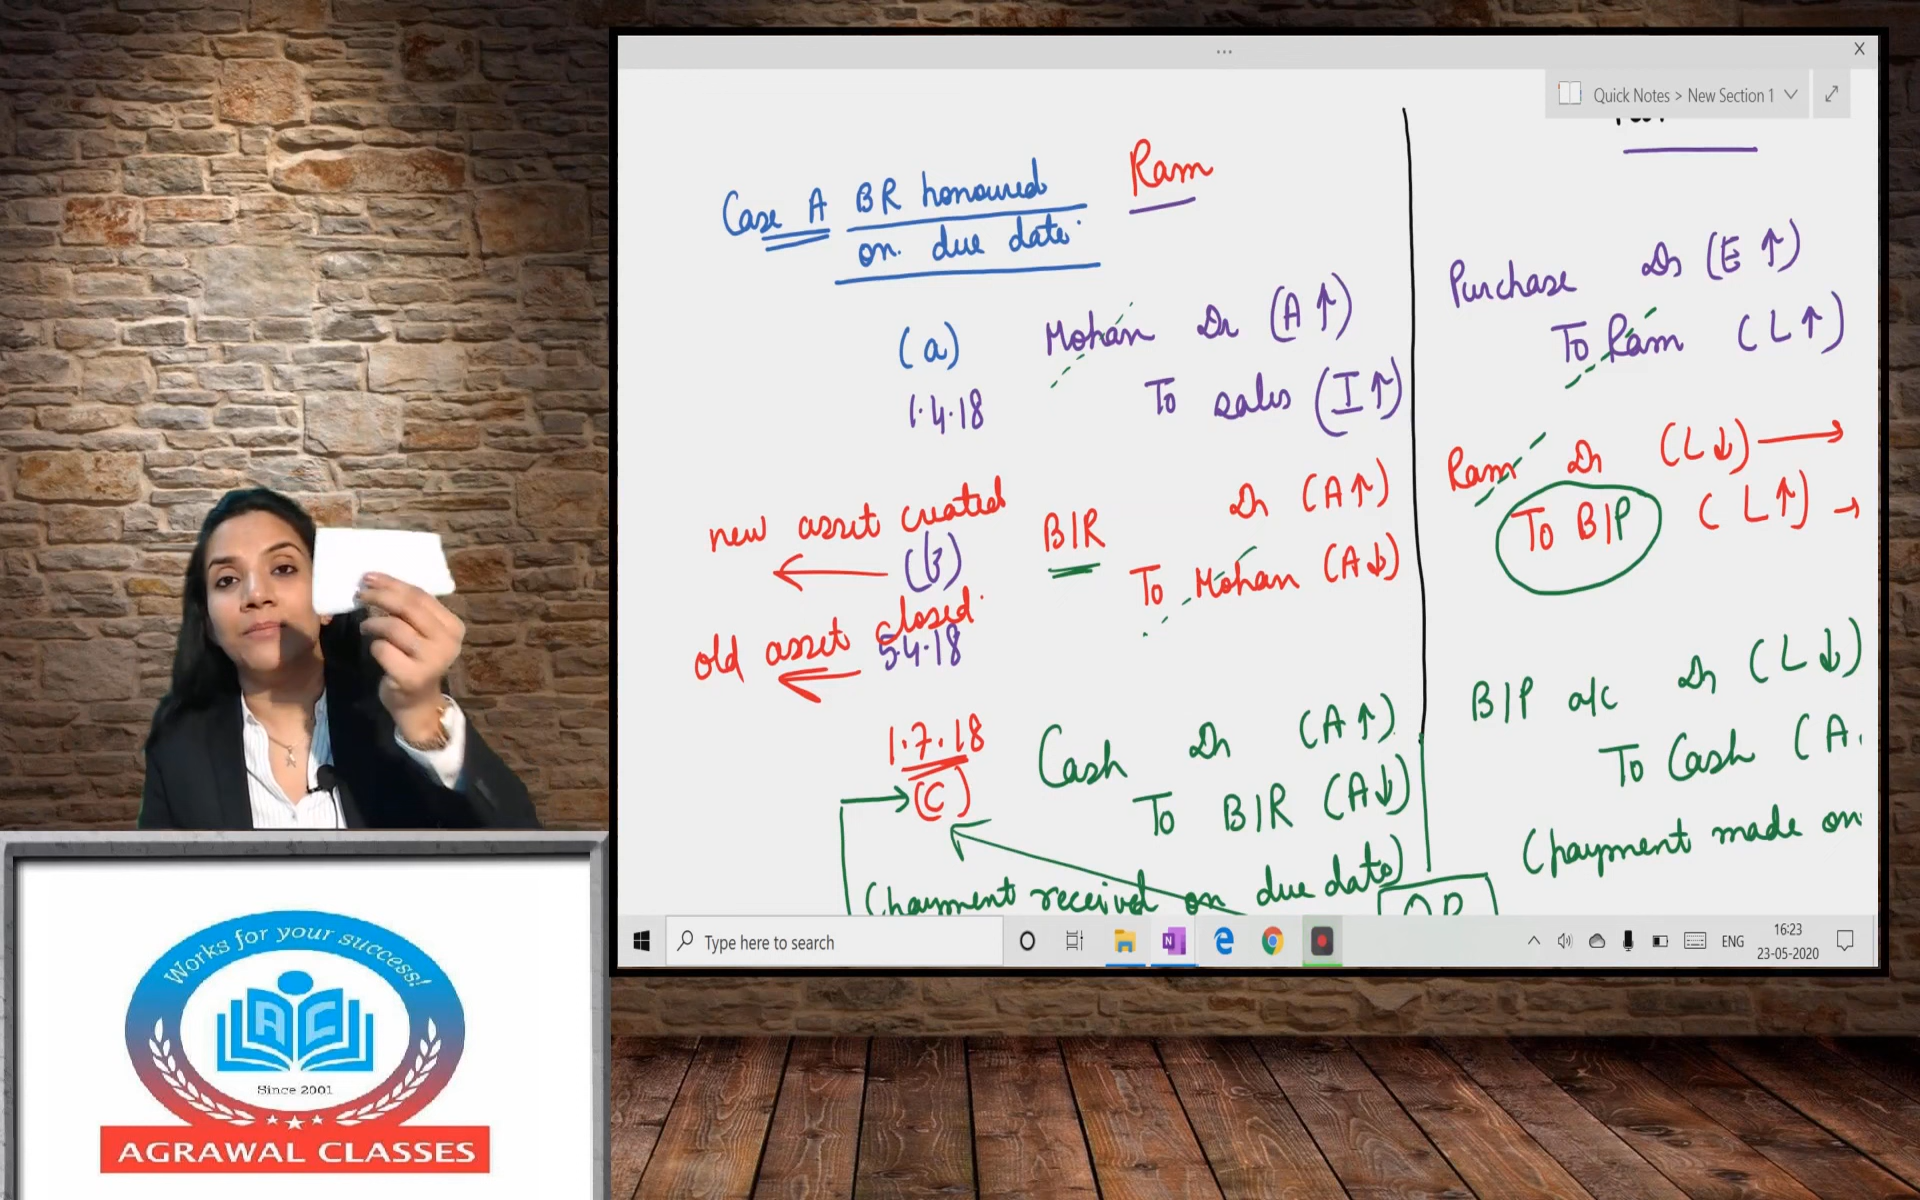 Quick Notes > New Section 1
Case A BR honoured
on due date
Ram
(a)
1.4.18
Mohan Dr (A↑)
To sales (I↑)
new asset created
(b)
old asset closed.
5.4.18
B/R Dr (A↑)
To Mohan (A↓)
1.7.18
(C)
Cash Dr (A↑)
To B/R (A↓)
(Payment received on due date)
Purchase Dr (E↑)
To Ram (L↑)
Ram Dr (L↓) →
To B/P (L↑) →
B/P a/c Dr (L↓)
To Cash (A
(Payment made on
Type here to search
ENG
16:23
23-05-2020
Works for your success!
AC
Since 2001
AGRAWAL CLASSES